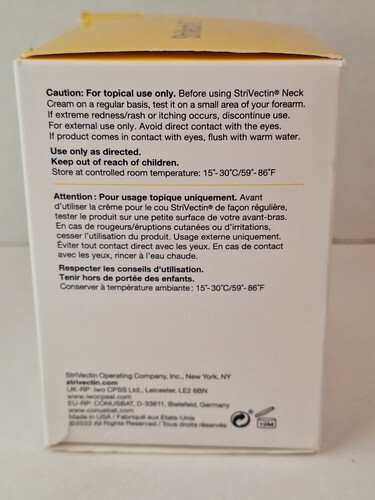 Caution: For topical use only. Before using StriVectin® Neck
Cream on a regular basis, test it on a small area of your forearm.
If extreme redness/rash or itching occurs, discontinue use.
For external use only. Avoid direct contact with the eyes.
If product comes in contact with eyes, flush with warm water.
Use only as directed.
Keep out of reach of children.
Store at controlled room temperature: 15˚-30˚C/59˚-86˚F
Attention : Pour usage topique uniquement. Avant
d'utiliser la crème pour le cou StriVectin® de façon régulière,
tester le produit sur une petite surface de votre avant-bras.
En cas de rougeurs/éruptions cutanées ou d'irritations,
cesser l'utilisation du produit. Usage externe uniquement.
Éviter tout contact direct avec les yeux. En cas de contact
avec les yeux, rincer à l'eau chaude.
Respecter les conseils d'utilisation.
Tenir hors de portée des enfants.
Conserver à température ambiante : 15˚-30˚C/59˚-86˚F
StriVectin Operating Company, Inc., New York, NY
strivectin.com
UK-RP: Iwo CPSS Ltd., Leicester, LE2 6BN
www.iwocpss.com
EU-RP: CONUSBAT, D-33611, Bielefeld, Germany
www.conusbat.com
Made in USA / Fabriqué aux Etats-Unis
©2022 All Rights Reserved / Tous droits réservés
12M